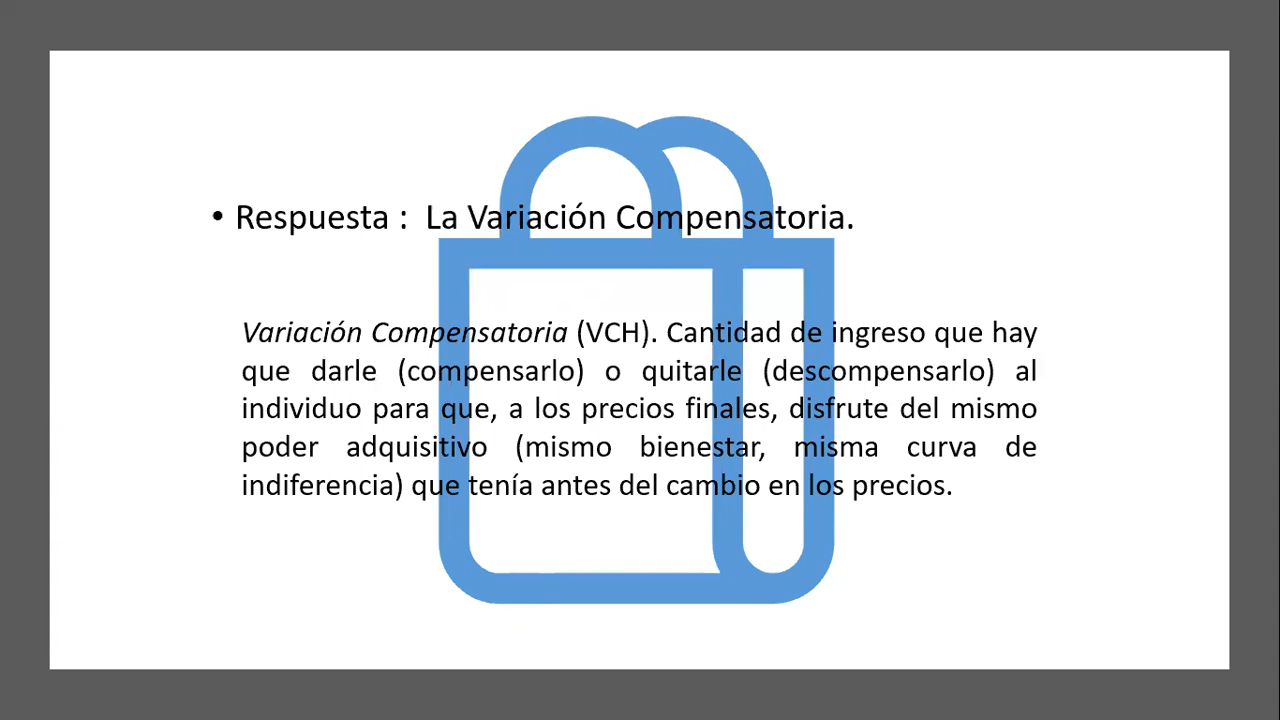 • Respuesta : La Variación Compensatoria.
Variación Compensatoria (VCH). Cantidad de ingreso que hay
que darle (compensarlo) o quitarle (descompensarlo) al
individuo para que, a los precios finales, disfrute del mismo
poder adquisitivo (mismo bienestar, misma curva de
indiferencia) que tenía antes del cambio en los precios.